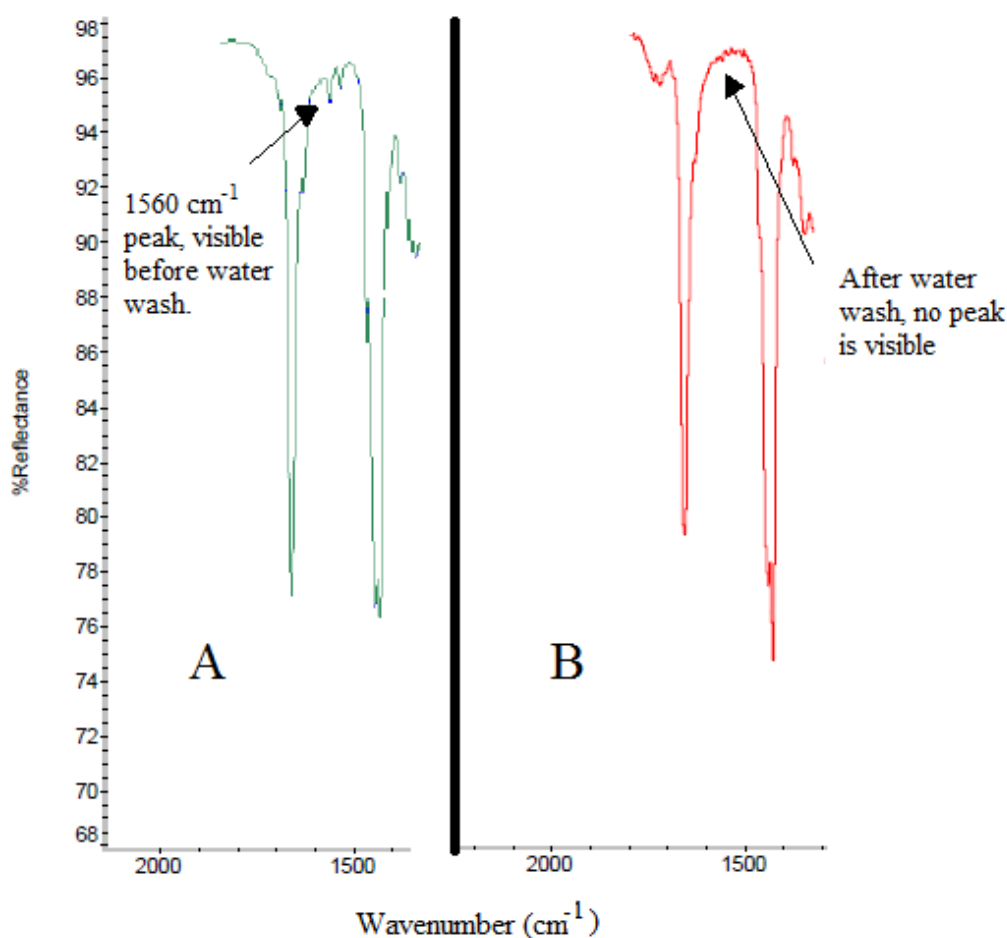 98
96
94
92
90
88
86
84
82
80
78
76
74
72
70
68
%Reflectance
1560 cm⁻¹
peak, visible
before water
wash.
After water
wash, no peak
is visible
A
B
2000
1500
2000
1500
Wavenumber (cm⁻¹)